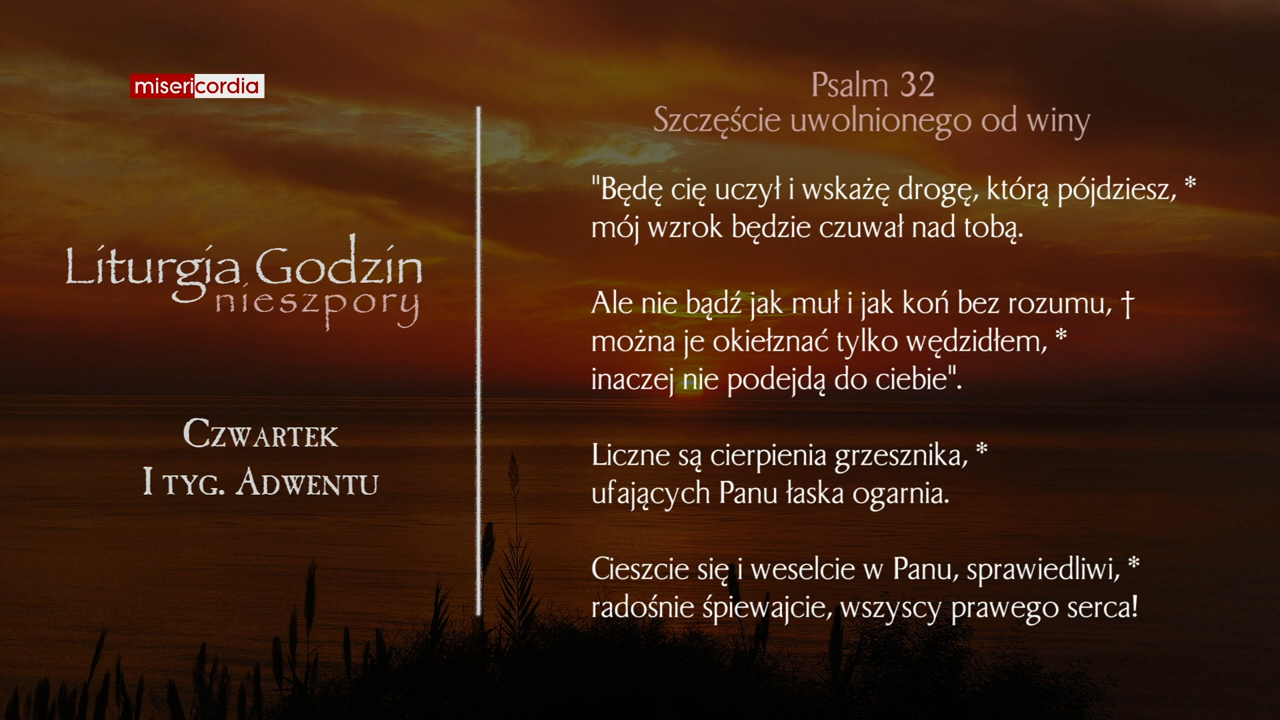 misericordia
Liturgia Godzin
nieszpory
Czwartek
I tyg. Adwentu
Psalm 32
Szczęście uwolnionego od winy
"Będę cię uczył i wskażę drogę, którą pójdziesz, *
mój wzrok będzie czuwał nad tobą.
Ale nie bądź jak muł i jak koń bez rozumu, †
można je okiełznać tylko wędzidłem, *
inaczej nie podejdą do ciebie".
Liczne są cierpienia grzesznika, *
ufających Panu łaska ogarnia.
Cieszcie się i weselcie w Panu, sprawiedliwi, *
radośnie śpiewajcie, wszyscy prawego serca!